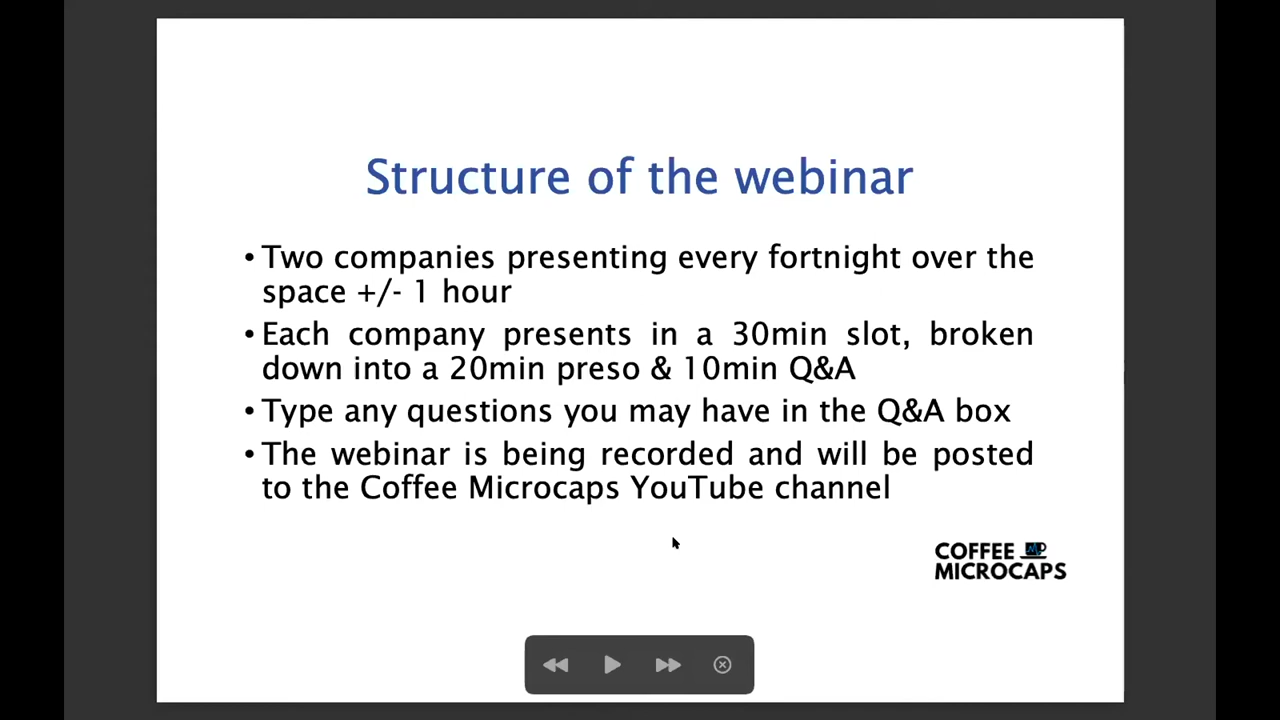 Structure of the webinar
• Two companies presenting every fortnight over the
space +/- 1 hour
• Each company presents in a 30min slot, broken
down into a 20min preso & 10min Q&A
• Type any questions you may have in the Q&A box
• The webinar is being recorded and will be posted
to the Coffee Microcaps YouTube channel
COFFEE
MICROCAPS